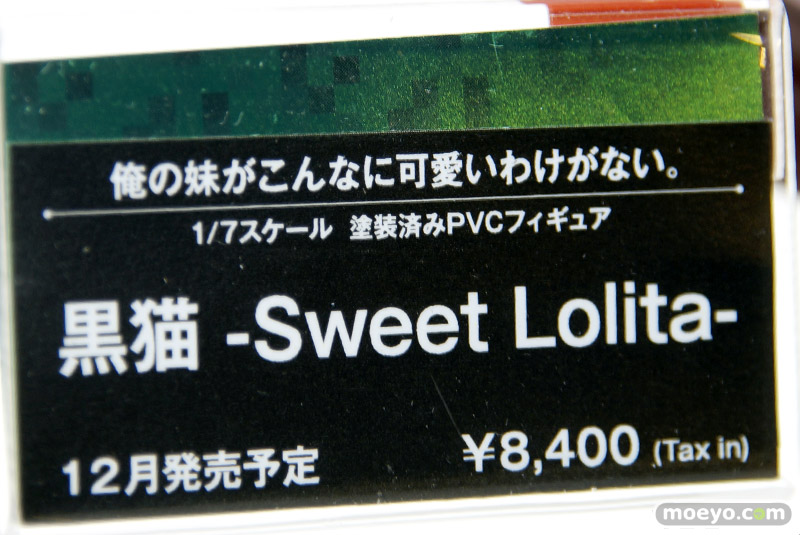 俺の妹がこんなに可愛いわけがない。
1/7スケール 塗装済みPVCフィギュア
黒猫 -Sweet Lolita-
12月発売予定 ¥8,400 (Tax in)
moeyo.com